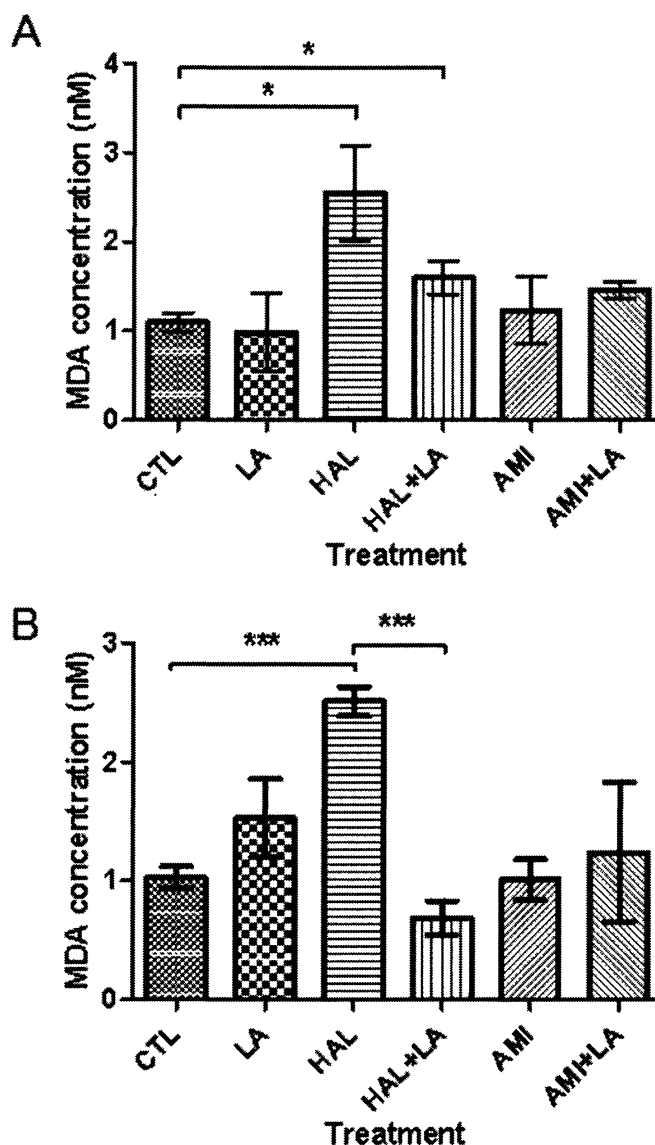 A
MDA concentration (nM)
4
3
2
1
0
*
*
CTL
LA
HAL
HAL+LA
AMI
AMI+LA
Treatment
B
MDA concentration (nM)
3
2
1
0
***
***
CTL
LA
HAL
HAL+LA
AMI
AMI+LA
Treatment